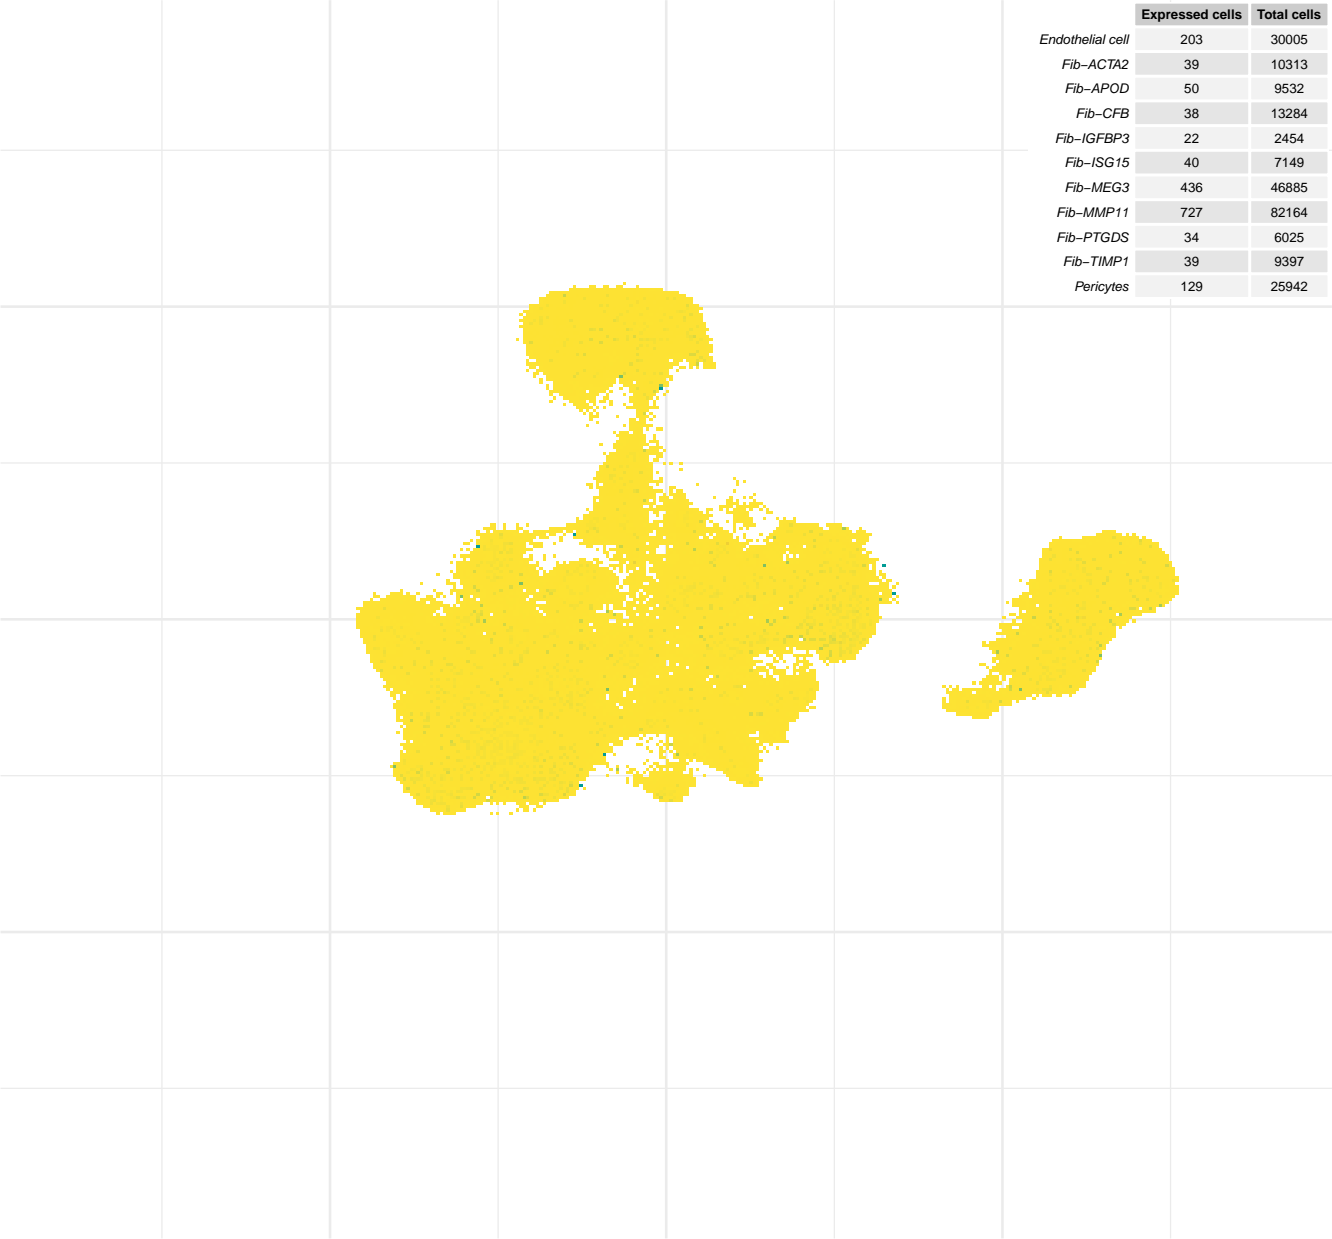 Expressed cells Total cells
Endothelial cell 203 30005
Fib−ACTA2 39 10313
Fib−APOD 50 9532
Fib−CFB 38 13284
Fib−IGFBP3 22 2454
Fib−ISG15 40 7149
Fib−MEG3 436 46885
Fib−MMP11 727 82164
Fib−PTGDS 34 6025
Fib−TIMP1 39 9397
Pericytes 129 25942